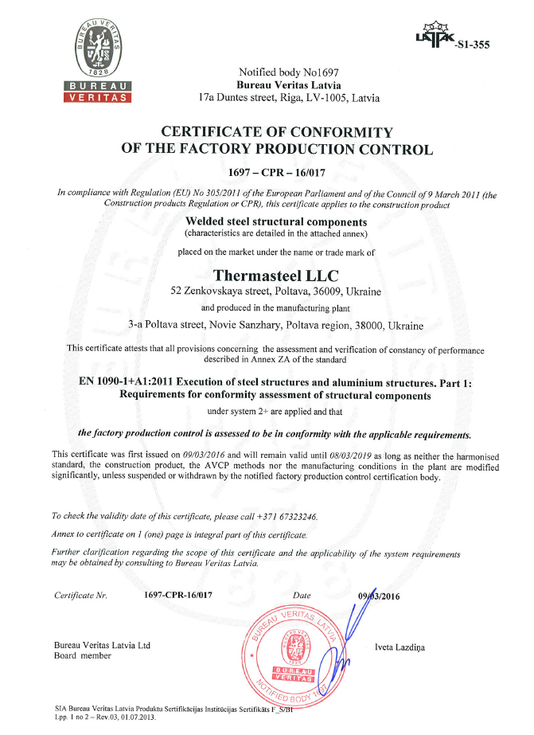 BUREAU VERITAS
1828
BUREAU
VERITAS
LATAK
-S1-355
Notified body No1697
Bureau Veritas Latvia
17a Duntes street, Riga, LV-1005, Latvia
CERTIFICATE OF CONFORMITY
OF THE FACTORY PRODUCTION CONTROL
1697 – CPR – 16/017
In compliance with Regulation (EU) No 305/2011 of the European Parliament and of the Council of 9 March 2011 (the
Construction products Regulation or CPR), this certificate applies to the construction product
Welded steel structural components
(characteristics are detailed in the attached annex)
placed on the market under the name or trade mark of
Thermasteel LLC
52 Zenkovskaya street, Poltava, 36009, Ukraine
and produced in the manufacturing plant
3-a Poltava street, Novie Sanzhary, Poltava region, 38000, Ukraine
This certificate attests that all provisions concerning the assessment and verification of constancy of performance
described in Annex ZA of the standard
EN 1090-1+A1:2011 Execution of steel structures and aluminium structures. Part 1:
Requirements for conformity assessment of structural components
under system 2+ are applied and that
the factory production control is assessed to be in conformity with the applicable requirements.
This certificate was first issued on 09/03/2016 and will remain valid until 08/03/2019 as long as neither the harmonised
standard, the construction product, the AVCP methods nor the manufacturing conditions in the plant are modified
significantly, unless suspended or withdrawn by the notified factory production control certification body.
To check the validity date of this certificate, please call +371 67323246.
Annex to certificate on 1 (one) page is integral part of this certificate.
Further clarification regarding the scope of this certificate and the applicability of the system requirements
may be obtained by consulting to Bureau Veritas Latvia.
Certificate Nr. 1697-CPR-16/017 Date 09/03/2016
BUREAU VERITAS LATVIA
BUREAU
VERITAS
NOTIFIED BODY 1697
Bureau Veritas Latvia Ltd
Board member
Iveta Lazdiņa
SIA Bureau Veritas Latvia Produktu Sertifikācijas Institūcijas Sertifikāts F_S/BI
Lpp. 1 no 2 – Rev.03, 01.07.2013.